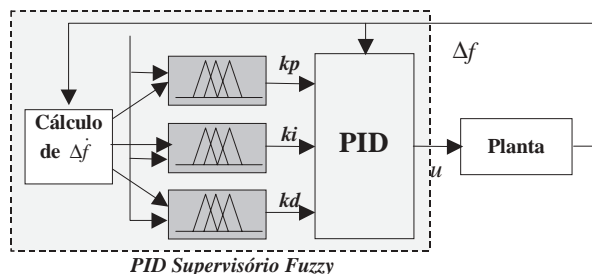 kp
Δf
Cálculo
de Δḟ
ki
PID
Planta
u
kd
PID Supervisório Fuzzy